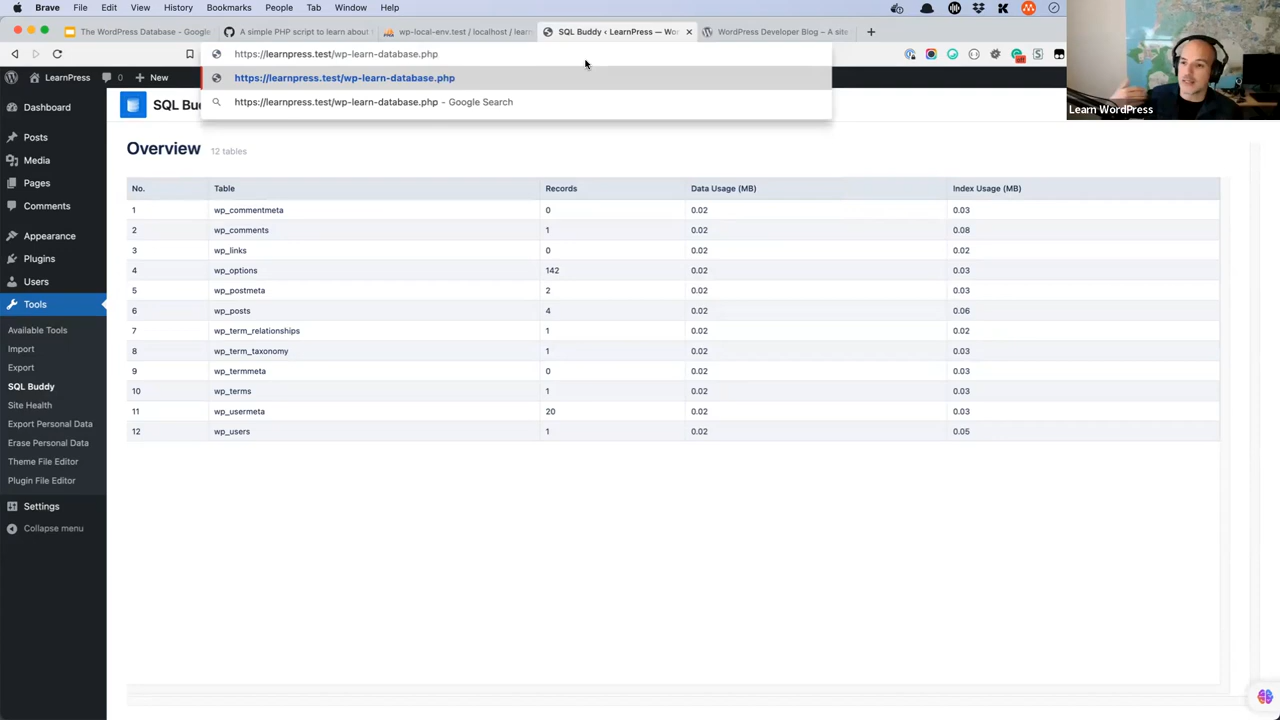 Brave File Edit View History Bookmarks People Tab Window Help
The WordPress Database - Google
A simple PHP script to learn about
wp-local-env.test / localhost / learn
SQL Buddy ‹ LearnPress — Wor
WordPress Developer Blog – A site
https://learnpress.test/wp-learn-database.php
https://learnpress.test/wp-learn-database.php
https://learnpress.test/wp-learn-database.php - Google Search
LearnPress 0 New
Learn WordPress
Dashboard
Posts
Media
Pages
Comments
Appearance
Plugins
Users
Tools
Available Tools
Import
Export
SQL Buddy
Site Health
Export Personal Data
Erase Personal Data
Theme File Editor
Plugin File Editor
Settings
Collapse menu
SQL Bu
Overview 12 tables
No. Table Records Data Usage (MB) Index Usage (MB)
1 wp_commentmeta 0 0.02 0.03
2 wp_comments 1 0.02 0.08
3 wp_links 0 0.02 0.02
4 wp_options 142 0.02 0.03
5 wp_postmeta 2 0.02 0.03
6 wp_posts 4 0.02 0.06
7 wp_term_relationships 1 0.02 0.02
8 wp_term_taxonomy 1 0.02 0.03
9 wp_termmeta 0 0.02 0.03
10 wp_terms 1 0.02 0.03
11 wp_usermeta 20 0.02 0.03
12 wp_users 1 0.02 0.05